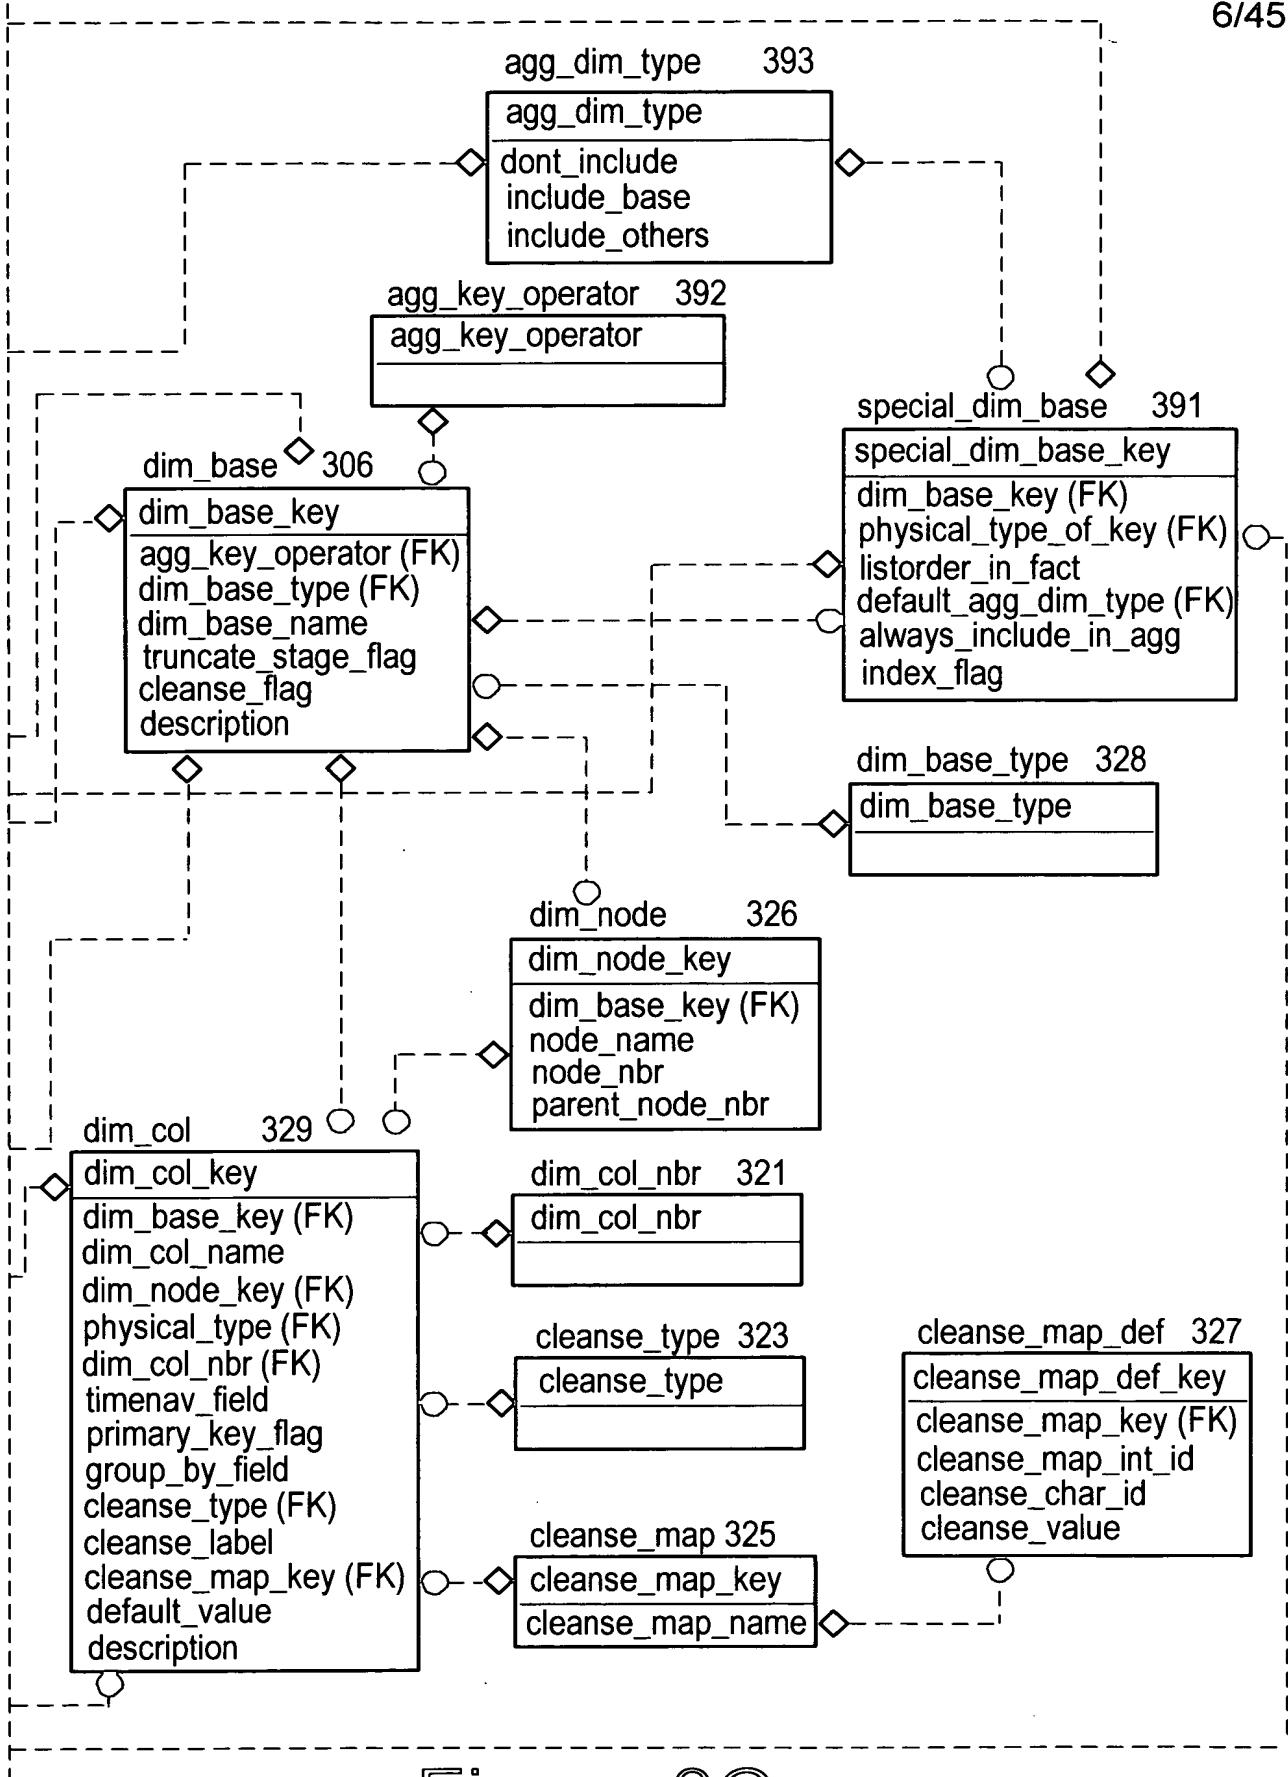 6/45
agg_dim_type 393
agg_dim_type
dont_include
include_base
include_others
agg_key_operator 392
agg_key_operator
special_dim_base 391
special_dim_base_key
dim_base_key (FK)
physical_type_of_key (FK)
listorder_in_fact
default_agg_dim_type (FK)
always_include_in_agg
index_flag
dim_base 306
dim_base_key
agg_key_operator (FK)
dim_base_type (FK)
dim_base_name
truncate_stage_flag
cleanse_flag
description
dim_base_type 328
dim_base_type
dim_node 326
dim_node_key
dim_base_key (FK)
node_name
node_nbr
parent_node_nbr
dim_col 329
dim_col_key
dim_base_key (FK)
dim_col_name
dim_node_key (FK)
physical_type (FK)
dim_col_nbr (FK)
timenav_field
primary_key_flag
group_by_field
cleanse_type (FK)
cleanse_label
cleanse_map_key (FK)
default_value
description
dim_col_nbr 321
dim_col_nbr
cleanse_type 323
cleanse_type
cleanse_map_def 327
cleanse_map_def_key
cleanse_map_key (FK)
cleanse_map_int_id
cleanse_char_id
cleanse_value
cleanse_map 325
cleanse_map_key
cleanse_map_name